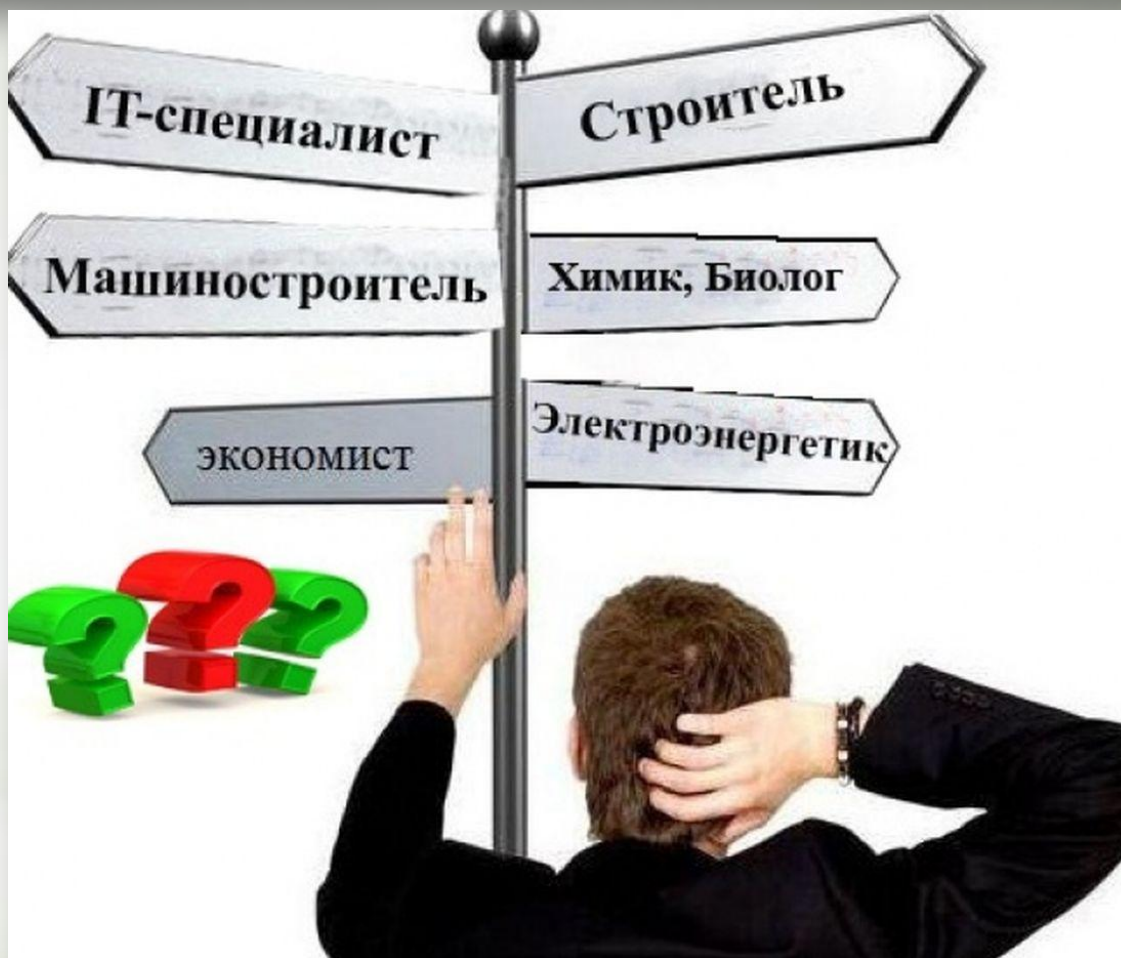 IT-специалист
Строитель
Машиностроитель
Химик, Биолог
экономист
Электроэнергетик